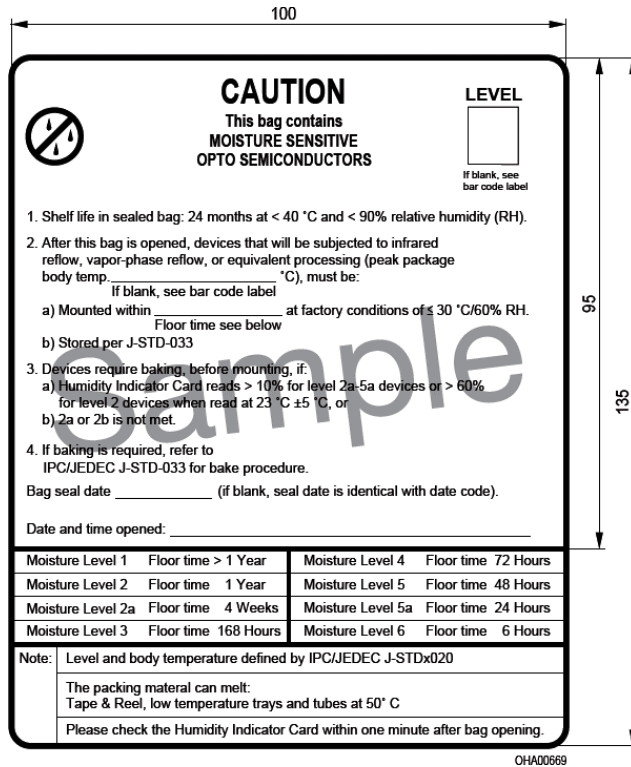 100
CAUTION
This bag contains
MOISTURE SENSITIVE
OPTO SEMICONDUCTORS
LEVEL
If blank, see
bar code label
1. Shelf life in sealed bag: 24 months at < 40 ˚C and < 90% relative humidity (RH).
2. After this bag is opened, devices that will be subjected to infrared
reflow, vapor-phase reflow, or equivalent processing (peak package
body temp. ˚C), must be:
If blank, see bar code label
a) Mounted within at factory conditions of ≤ 30 ˚C/60% RH.
Floor time see below
b) Stored per J-STD-033
3. Devices require baking, before mounting, if:
a) Humidity Indicator Card reads > 10% for level 2a-5a devices or > 60%
for level 2 devices when read at 23 ˚C ±5 ˚C, or
b) 2a or 2b is not met.
4. If baking is required, refer to
IPC/JEDEC J-STD-033 for bake procedure.
Bag seal date (if blank, seal date is identical with date code).
Date and time opened:
Sample
Moisture Level 1 Floor time > 1 Year Moisture Level 4 Floor time 72 Hours
Moisture Level 2 Floor time 1 Year Moisture Level 5 Floor time 48 Hours
Moisture Level 2a Floor time 4 Weeks Moisture Level 5a Floor time 24 Hours
Moisture Level 3 Floor time 168 Hours Moisture Level 6 Floor time 6 Hours
Note: Level and body temperature defined by IPC/JEDEC J-STDx020
The packing materal can melt:
Tape & Reel, low temperature trays and tubes at 50˚ C
Please check the Humidity Indicator Card within one minute after bag opening.
95
135
OHA00669